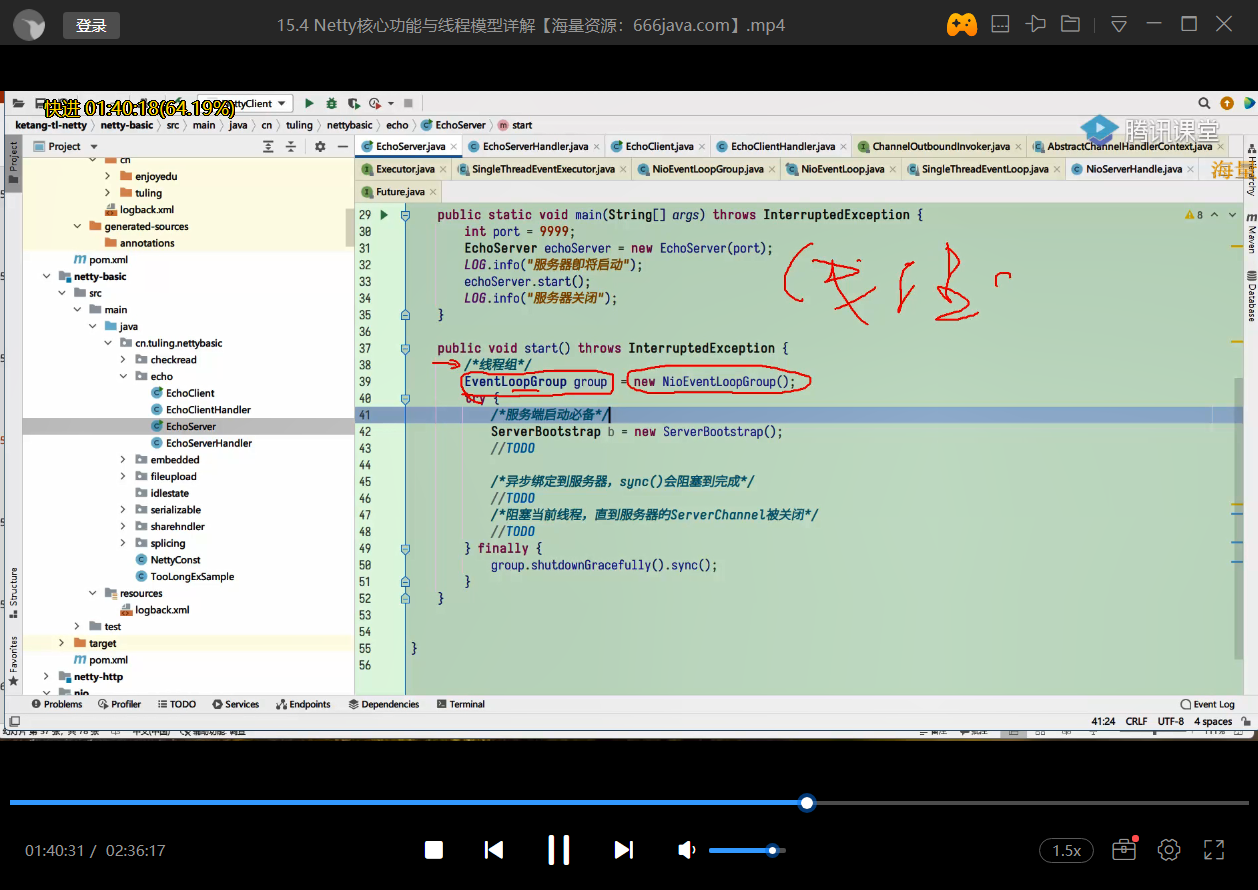 登录
15.4 Netty核心功能与线程模型详解【海量资源：666java.com】.mp4
快进 01:40:18(64.19%)
NettyClient
ketang-tl-netty
netty-basic
src
main
java
cn
tuling
nettybasic
echo
EchoServer
start
腾讯课堂
Project
Project
EchoServer.java
EchoServerHandler.java
EchoClient.java
EchoClientHandler.java
ChannelOutboundInvoker.java
AbstractChannelHandlerContext.java
Executor.java
SingleThreadEventExecutor.java
NioEventLoopGroup.java
NioEventLoop.java
SingleThreadEventLoop.java
NioServerHandler.java
海量
Future.java
cn
enjoyedu
tuling
logback.xml
generated-sources
annotations
pom.xml
netty-basic
src
main
java
cn.tuling.nettybasic
checkread
echo
EchoClient
EchoClientHandler
EchoServer
EchoServerHandler
embedded
fileupload
idlestate
serializable
sharehndler
splicing
NettyConst
TooLongExSample
resources
logback.xml
test
target
pom.xml
netty-http
nio
29 public static void main(String[] args) throws InterruptedException {
30 int port = 9999;
31 EchoServer echoServer = new EchoServer(port);
32 LOG.info("服务器即将启动");
33 echoServer.start();
34 LOG.info("服务器关闭");
35 }
36
37 public void start() throws InterruptedException {
38 /*线程组*/
39 EventLoopGroup group = new NioEventLoopGroup();
40 try {
41 /*服务端启动必备*/
42 ServerBootstrap b = new ServerBootstrap();
43 //TODO
44
45 /*异步绑定到服务器，sync()会阻塞到完成*/
46 //TODO
47 /*阻塞当前线程，直到服务器的ServerChannel被关闭*/
48 //TODO
49 } finally {
50 group.shutdownGracefully().sync();
51 }
52 }
53
54
55 }
56
8
Hierarchy
Maven
Database
Structure
Favorites
Problems
Profiler
TODO
Services
Endpoints
Dependencies
Terminal
Event Log
41:24
CRLF
UTF-8
4 spaces
01:40:31 / 02:36:17
1.5x